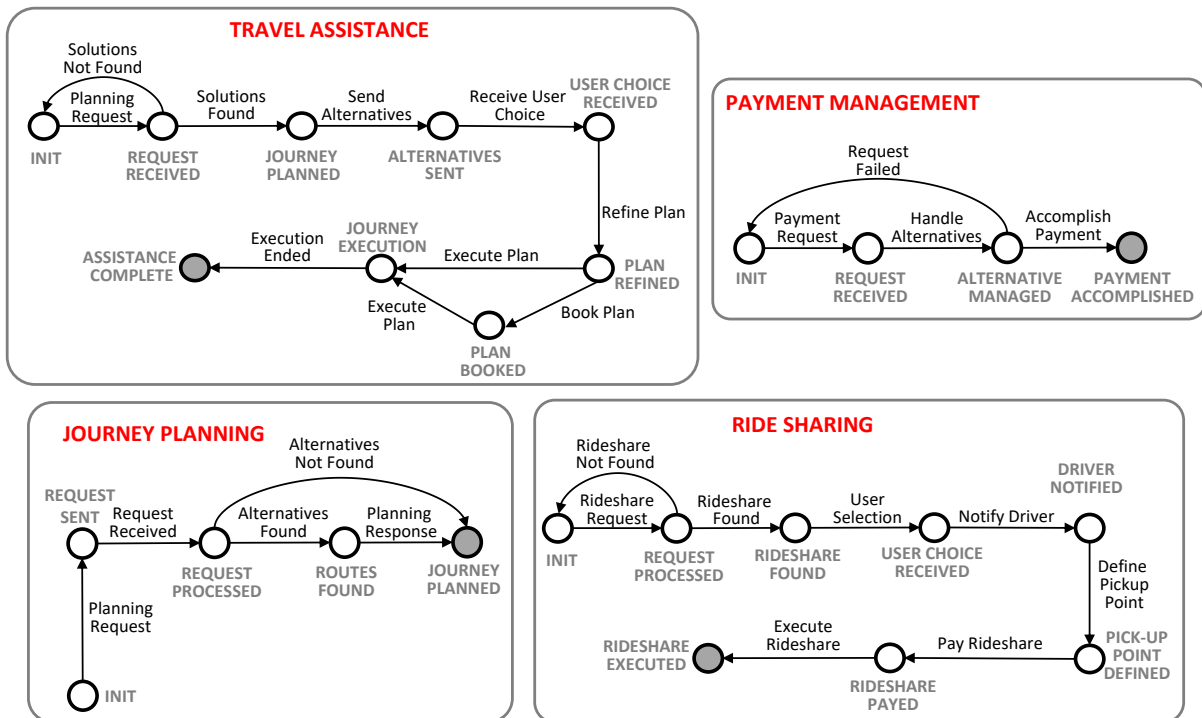 TRAVEL ASSISTANCE
Solutions
Not Found
Planning
Request
Solutions
Found
Send
Alternatives
Receive User
Choice
USER CHOICE
RECEIVED
INIT
REQUEST
RECEIVED
JOURNEY
PLANNED
ALTERNATIVES
SENT
Refine Plan
ASSISTANCE
COMPLETE
Execution
Ended
JOURNEY
EXECUTION
Execute Plan
PLAN
REFINED
Execute
Plan
Book Plan
PLAN
BOOKED
PAYMENT MANAGEMENT
Request
Failed
Payment
Request
Handle
Alternatives
Accomplish
Payment
INIT
REQUEST
RECEIVED
ALTERNATIVE
MANAGED
PAYMENT
ACCOMPLISHED
JOURNEY PLANNING
Alternatives
Not Found
REQUEST
SENT
Request
Received
Alternatives
Found
Planning
Response
REQUEST
PROCESSED
ROUTES
FOUND
JOURNEY
PLANNED
Planning
Request
INIT
RIDE SHARING
Rideshare
Not Found
Rideshare
Request
Rideshare
Found
User
Selection
Notify Driver
DRIVER
NOTIFIED
INIT
REQUEST
PROCESSED
RIDESHARE
FOUND
USER CHOICE
RECEIVED
Define
Pickup
Point
RIDESHARE
EXECUTED
Execute
Rideshare
Pay Rideshare
PICK-UP
POINT
DEFINED
RIDESHARE
PAYED